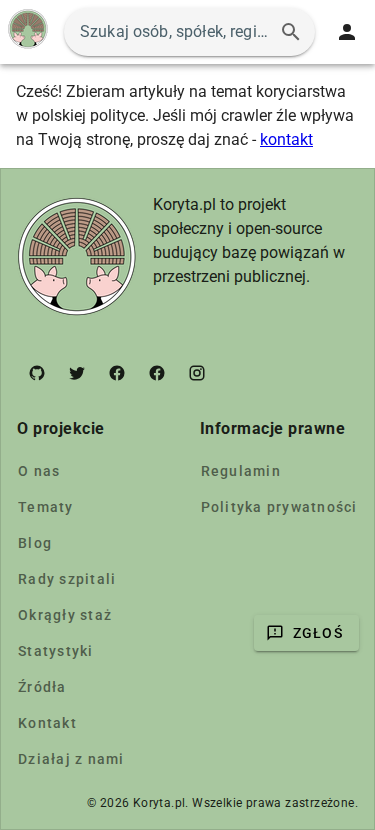 Szukaj osób, spółek, regi...
Cześć! Zbieram artykuły na temat koryciarstwa
w polskiej polityce. Jeśli mój crawler źle wpływa
na Twoją stronę, proszę daj znać - kontakt
Koryta.pl to projekt
społeczny i open-source
budujący bazę powiązań w
przestrzeni publicznej.
O projekcie
O nas
Tematy
Blog
Rady szpitali
Okrągły staż
Statystyki
Źródła
Kontakt
Działaj z nami
Informacje prawne
Regulamin
Polityka prywatności
ZGŁOŚ
© 2026 Koryta.pl. Wszelkie prawa zastrzeżone.